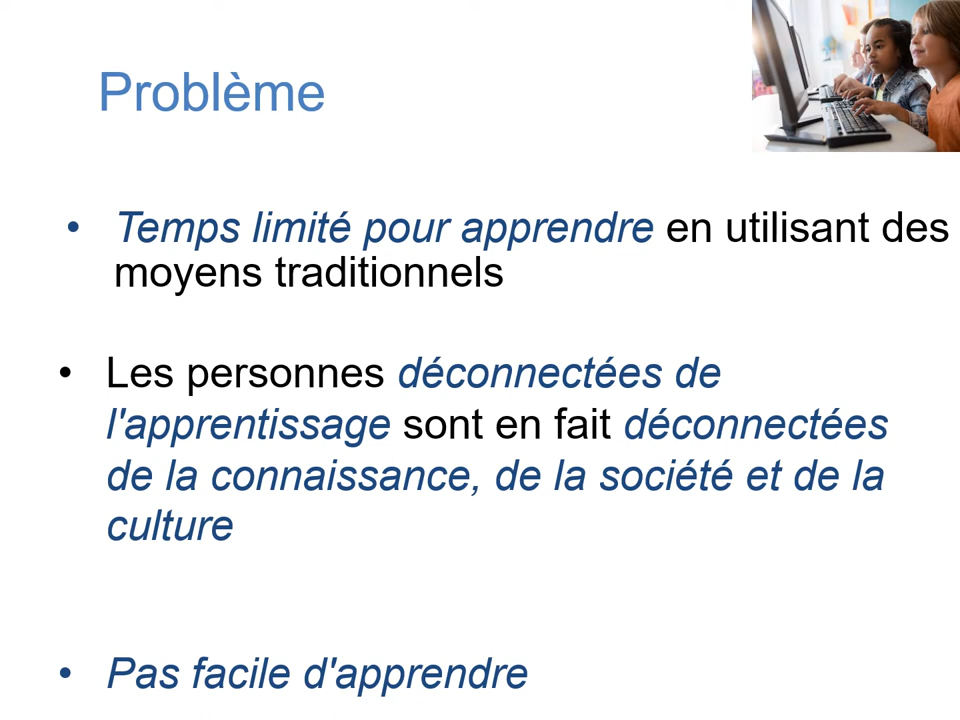 Problème
• Temps limité pour apprendre en utilisant des
moyens traditionnels
• Les personnes déconnectées de
l'apprentissage sont en fait déconnectées
de la connaissance, de la société et de la
culture
• Pas facile d'apprendre